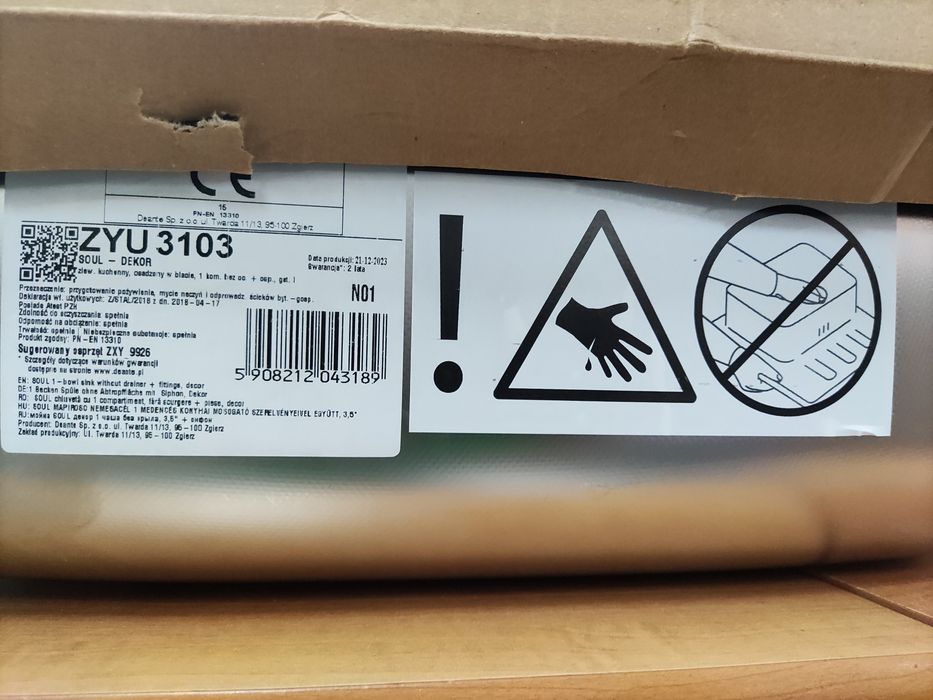 CE
15
PN-EN 13310
Deante Sp. z o.o. ul. Twarda 11/13, 95-100 Zgierz
ZYU 3103
SOUL - DEKOR
Data produkcji: 21-12-2023
Gwarancja*: 2 lata
zlew. kuchenny, osadzany w blacie, 1 kom. bez oc. + osp., gat. I
N01
Przeznaczenie: przygotowanie pożywienia, mycie naczyń i odprowadz. ścieków byt.-gosp.
Deklaracja wł. użytkowych: Z/STAL/2018 z dn. 2018-04-17
Posiada Atest PZH
Zdolność do oczyszczania: spełnia
Odporność na obciążenie: spełnia
Trwałość: spełnia | Niebezpieczne substancje: spełnia
Produkt zgodny: PN-EN 13310
Sugerowany osprzęt ZXY_9926
* Szczegóły dotyczące warunków gwarancji
dostępne na stronie www.deante.pl
5 908212 043189
EN: SOUL 1-bowl sink without drainer + fittings, decor
DE: 1 Becken Spüle ohne Abtropffläche mit Siphon, Dekor
RO: SOUL chiuvetă cu 1 compartiment, fără scurgere + piese, decor
HU: SOUL MAPIROSC NEMESACÉL 1 MEDENCÉS KONYHAI MOSOGATÓ SZERELVÉNYEIVEL EGYÜTT, 3,5"
RU: мойка SOUL декор 1 чаша без крыла, 3,5" + сифон
Producent: Deante Sp. z o.o. ul. Twarda 11/13, 95-100 Zgierz
Zakład produkcyjny: Ul. Twarda 11/13, 95-100 Zgierz
!